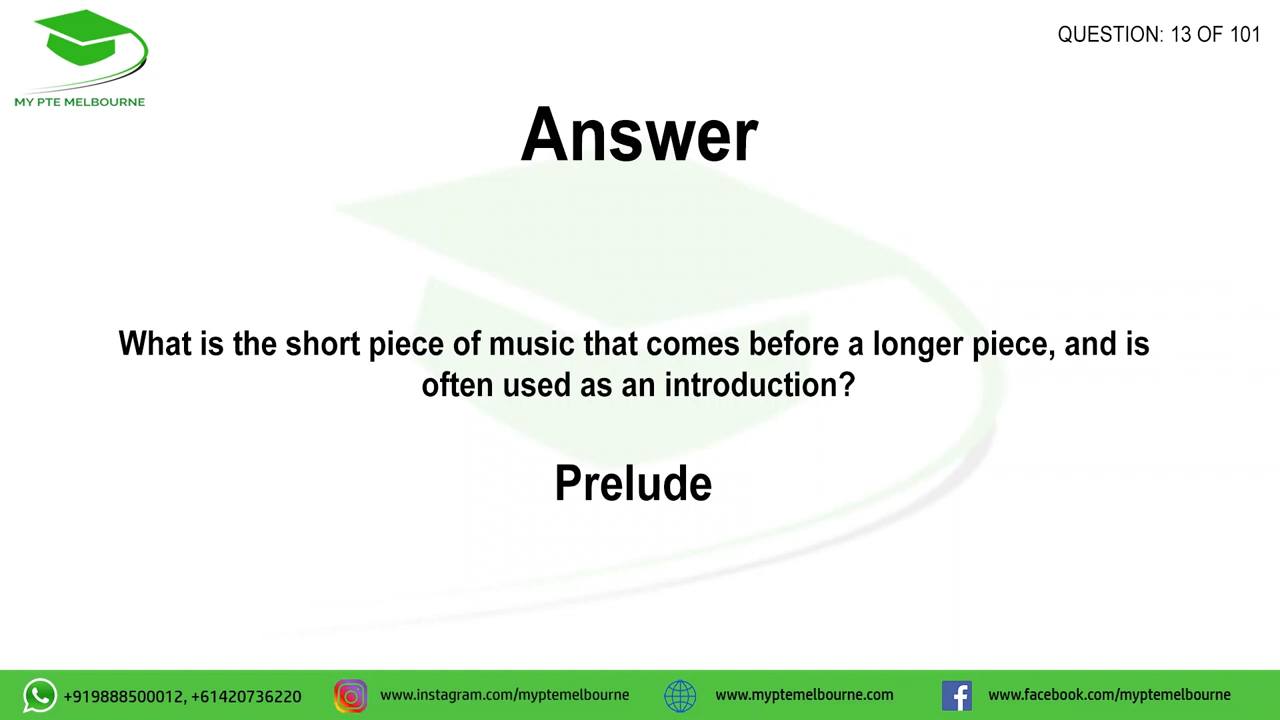 QUESTION: 13 OF 101
MY PTE MELBOURNE
Answer
What is the short piece of music that comes before a longer piece, and is
often used as an introduction?
Prelude
+919888500012, +61420736220
www.instagram.com/myptemelbourne
www.myptemelbourne.com
www.facebook.com/myptemelbourne